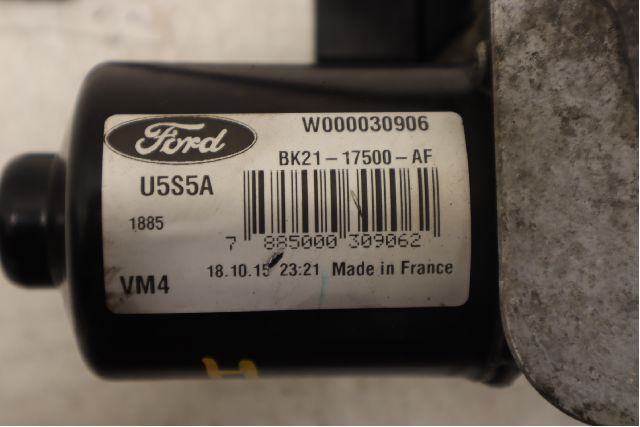 Ford
W000030906
BK21-17500-AF
U5S5A
1885
7 885000 309062
18.10.15 23:21 Made in France
VM4